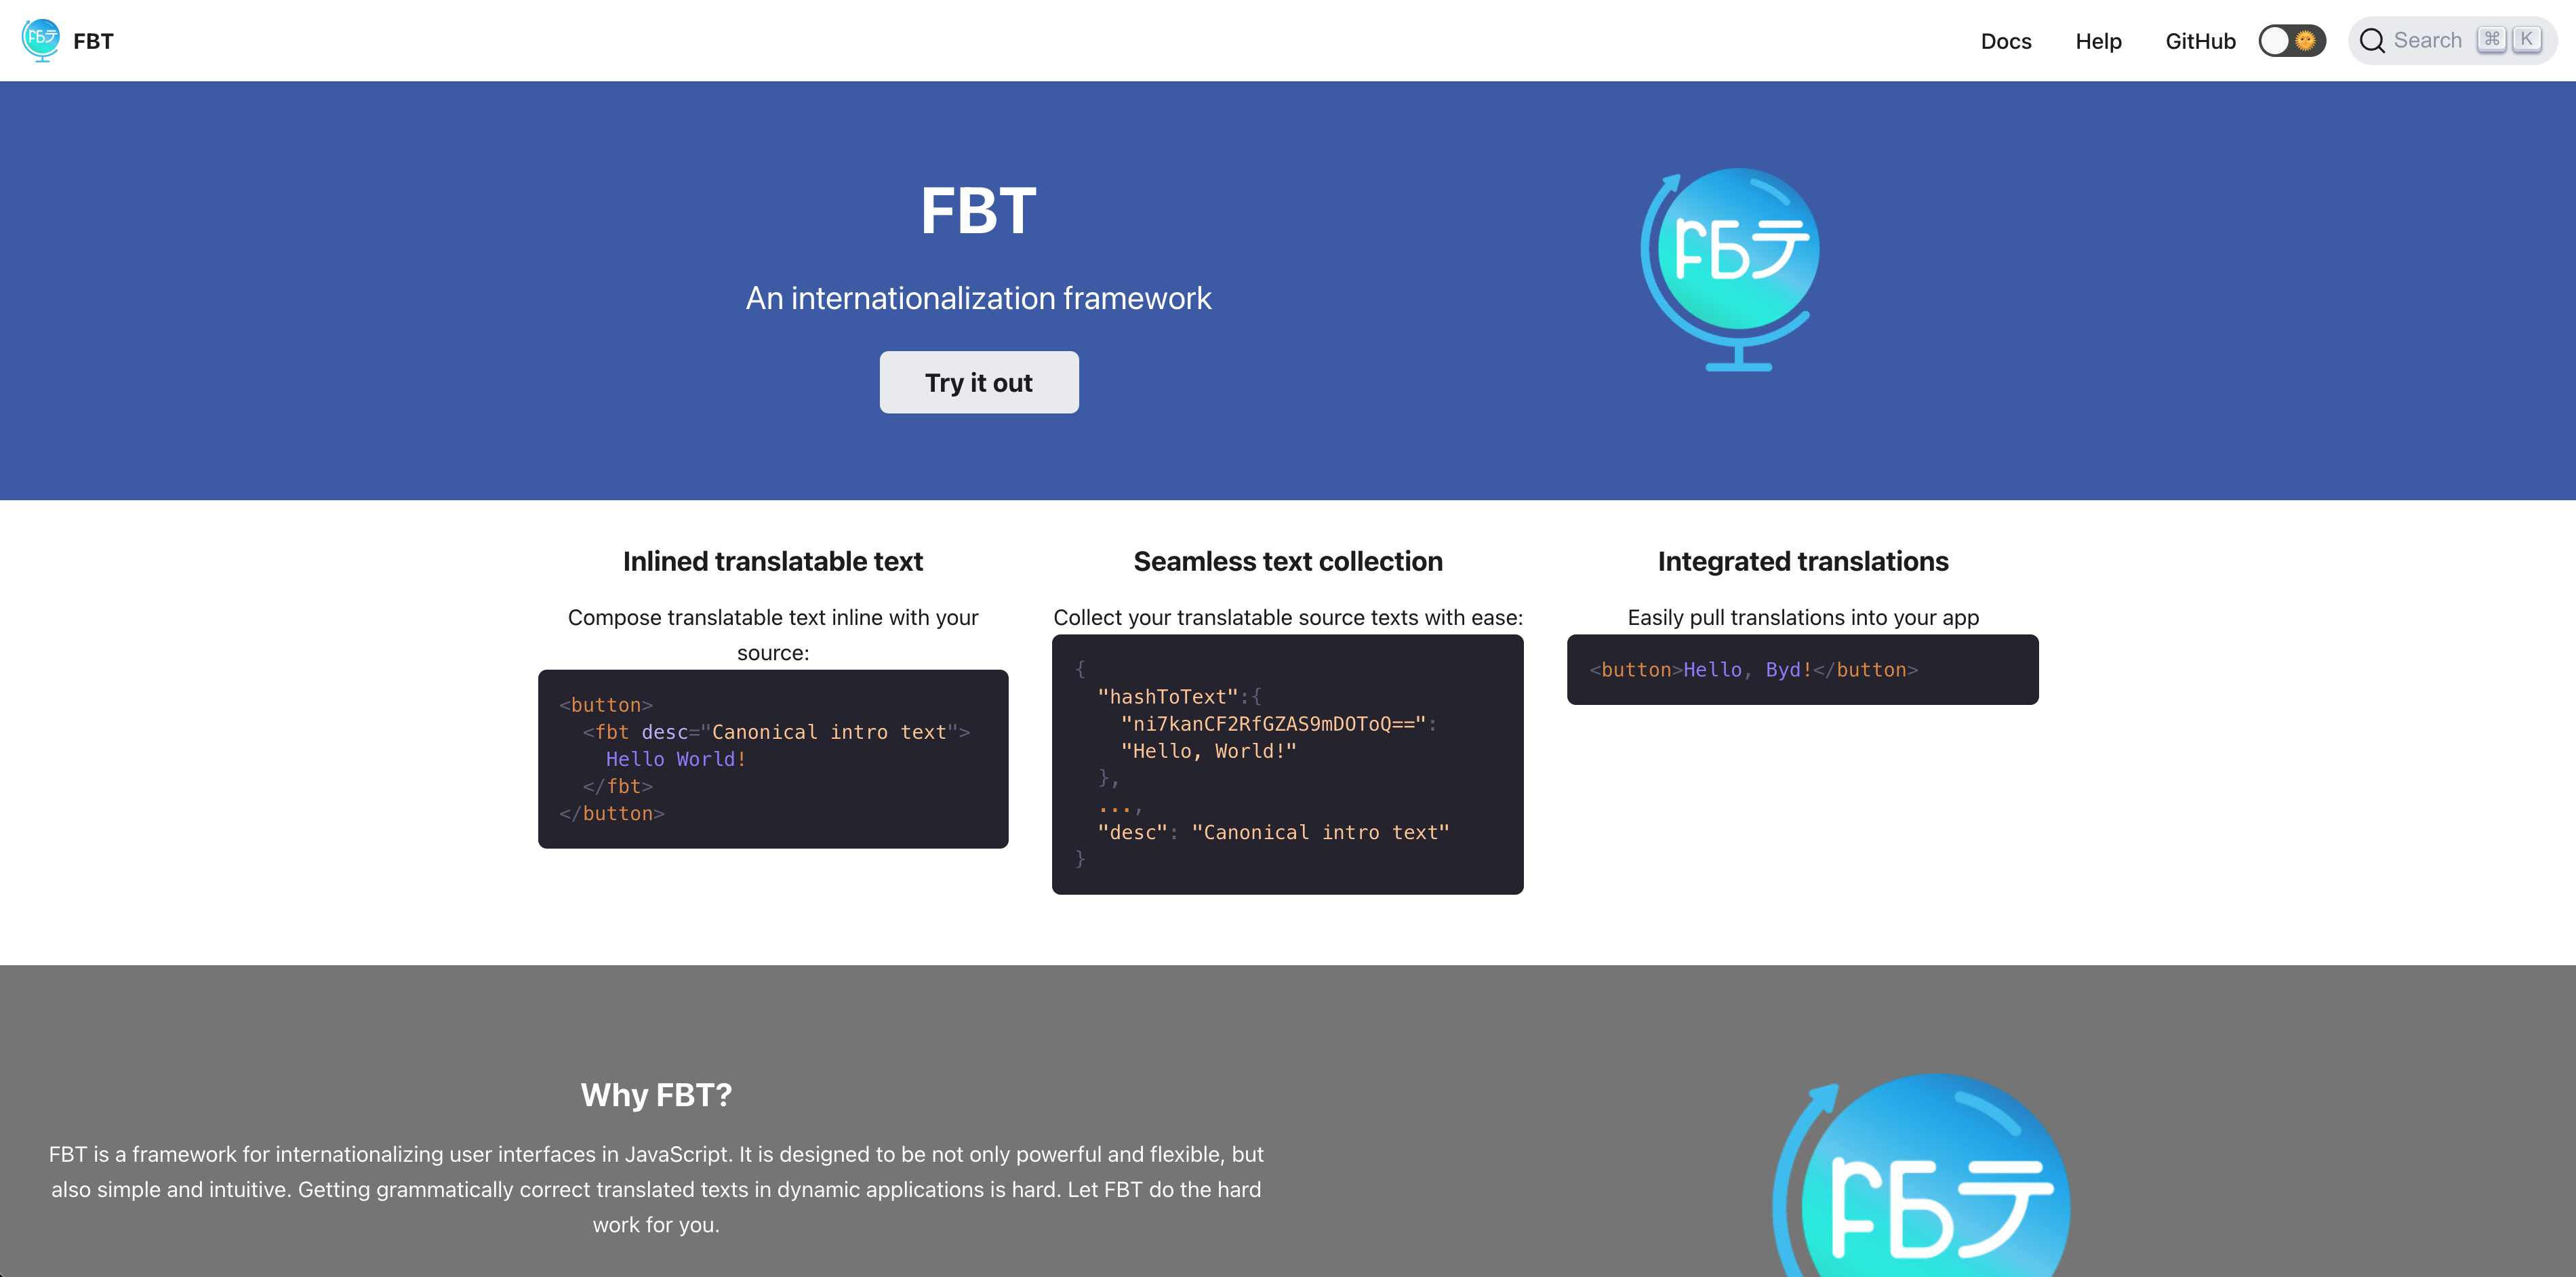 FBT
Docs
Help
GitHub
Search ⌘ K
FBT
An internationalization framework
Try it out
Inlined translatable text
Compose translatable text inline with your
source:
<button>
<fbt desc="Canonical intro text">
Hello World!
</fbt>
</button>
Seamless text collection
Collect your translatable source texts with ease:
{
"hashToText":{
"ni7kanCF2RfGZAS9mDOToQ==":
"Hello, World!"
},
...,
"desc": "Canonical intro text"
}
Integrated translations
Easily pull translations into your app
<button>Hello, Byd!</button>
Why FBT?
FBT is a framework for internationalizing user interfaces in JavaScript. It is designed to be not only powerful and flexible, but
also simple and intuitive. Getting grammatically correct translated texts in dynamic applications is hard. Let FBT do the hard
work for you.